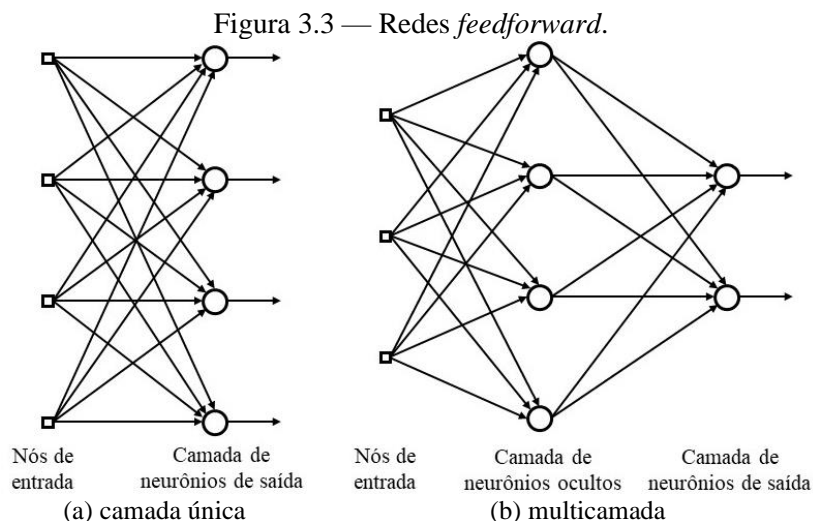 Figura 3.3 — Redes feedforward.
Nós de
entrada
Camada de
neurônios de saída
(a) camada única
Nós de
entrada
Camada de
neurônios ocultos
Camada de
neurônios de saída
(b) multicamada